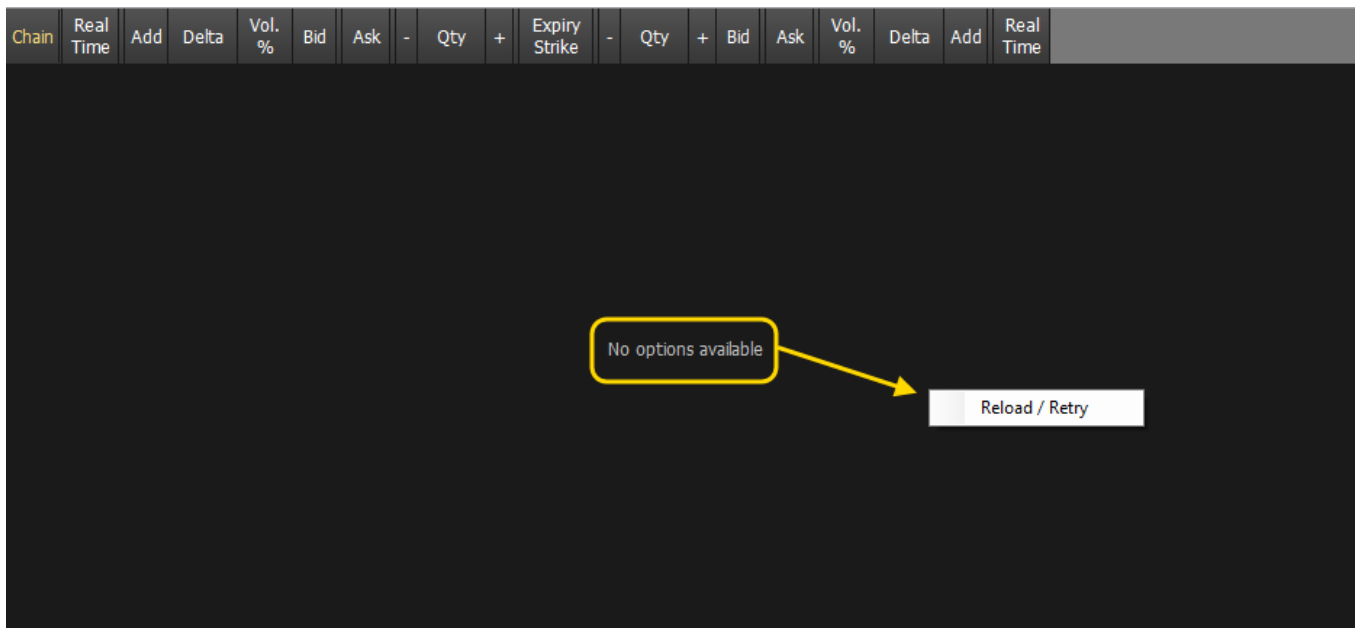 Chain Real Time Add Delta Vol. % Bid Ask - Qty + Expiry Strike - Qty + Bid Ask Vol. % Delta Add Real Time
No options available
Reload / Retry